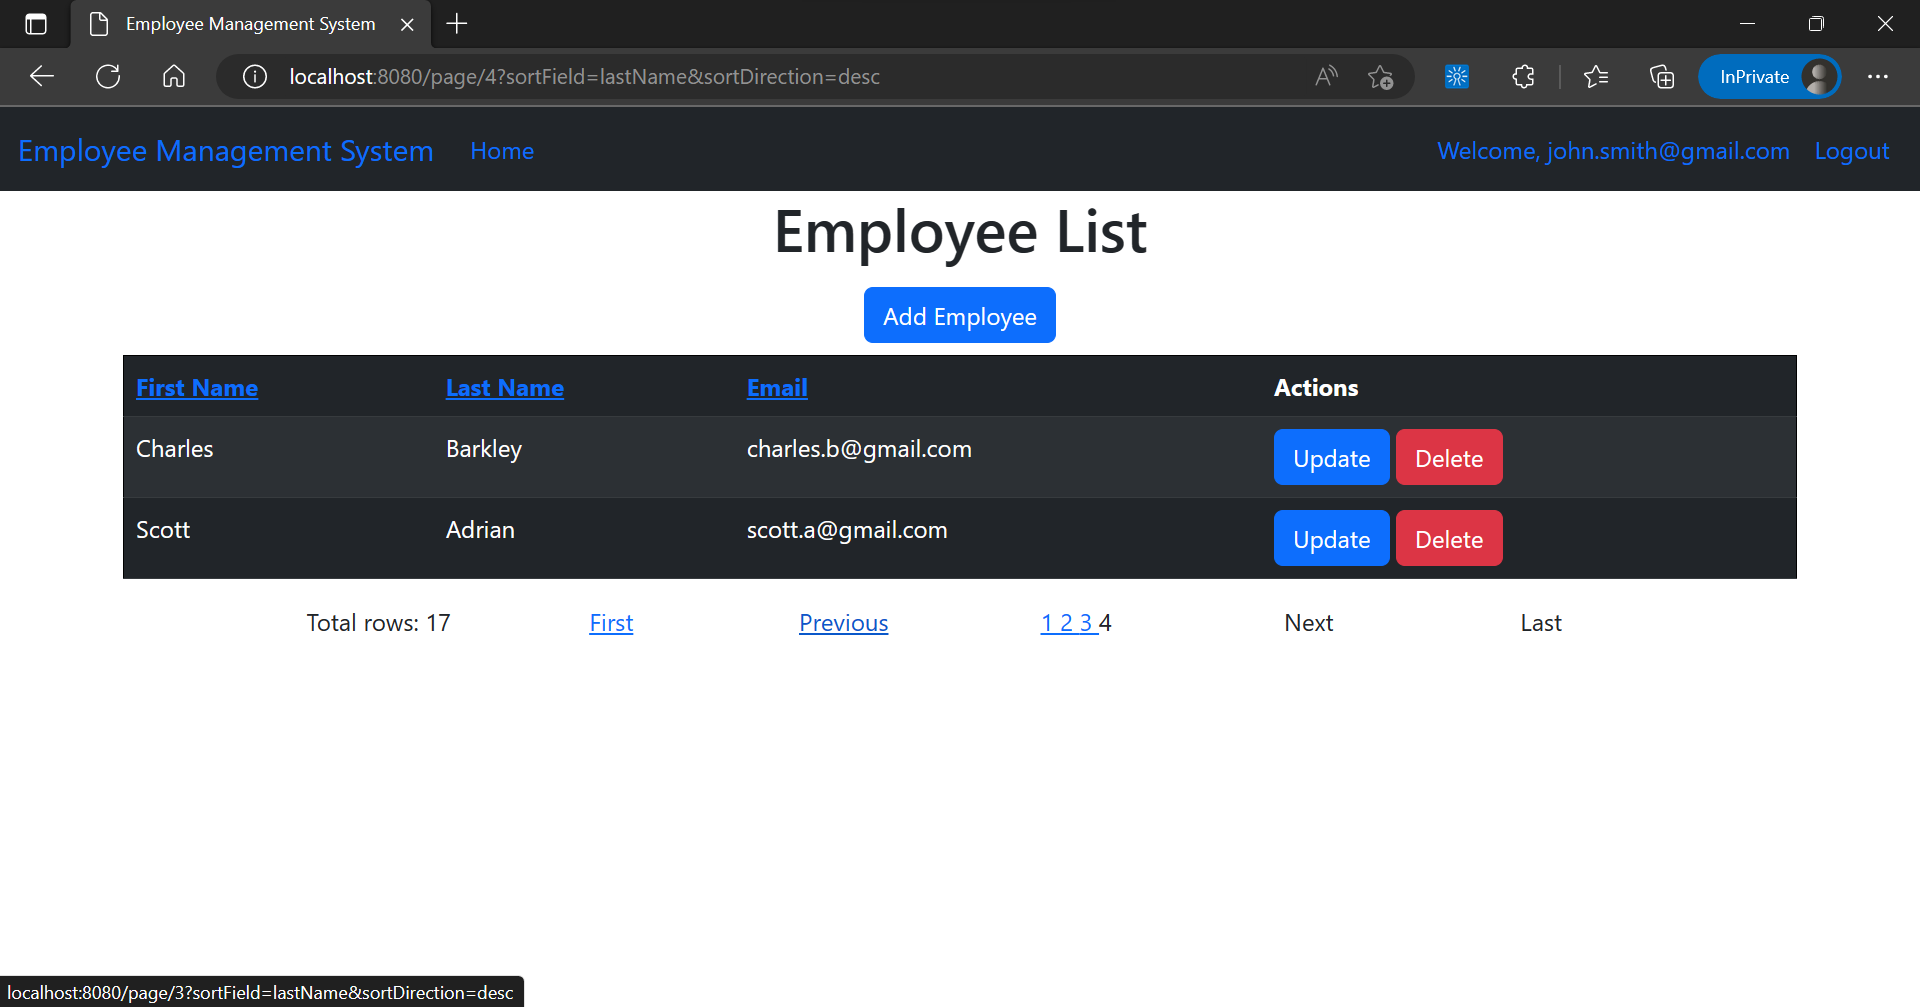 Employee Management System
localhost:8080/page/4?sortField=lastName&sortDirection=desc
InPrivate
Employee Management System Home Welcome, john.smith@gmail.com Logout
Employee List
Add Employee
First Name Last Name Email Actions
Charles Barkley charles.b@gmail.com Update Delete
Scott Adrian scott.a@gmail.com Update Delete
Total rows: 17 First Previous 1 2 3 4 Next Last
localhost:8080/page/3?sortField=lastName&sortDirection=desc